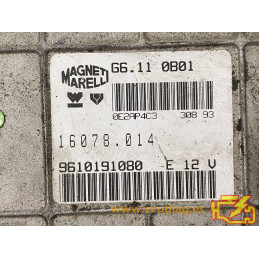 MAGNETI
MARELLI
G6.11 0B01
0E2AP4C3 308 93
16078.014
9610191080 E 12 V